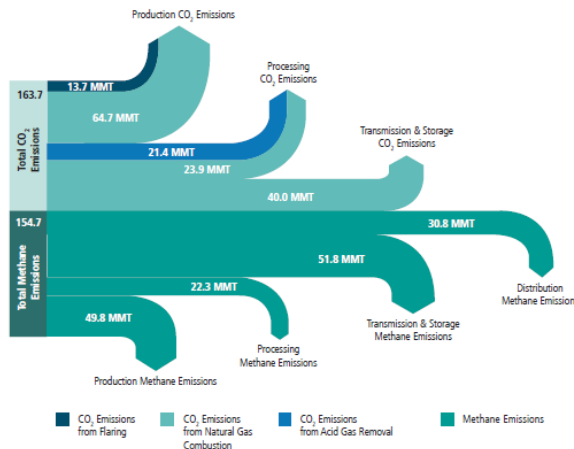 Production CO2 Emissions
Processing
CO2 Emissions
Transmission & Storage
CO2 Emissions
163.7
Total CO2
Emissions
13.7 MMT
64.7 MMT
21.4 MMT
23.9 MMT
40.0 MMT
154.7
Total Methane
Emissions
30.8 MMT
51.8 MMT
22.3 MMT
49.8 MMT
Distribution
Methane Emission
Transmission & Storage
Methane Emissions
Processing
Methane Emissions
Production Methane Emissions
CO2 Emissions
from Flaring
CO2 Emissions
from Natural Gas
Combustion
CO2 Emissions
from Acid Gas Removal
Methane Emissions